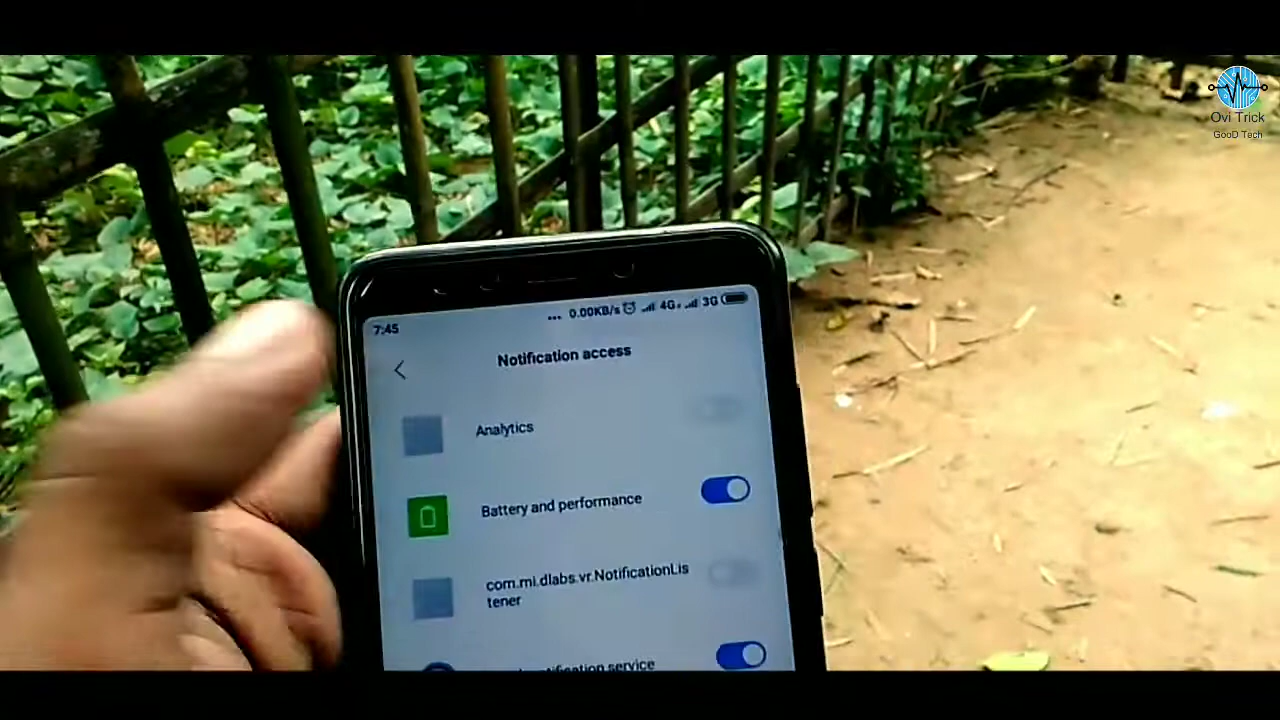 Ovi Trick
GooD Tech
7:45
... 0.00KB/s 4G+ 3G
Notification access
Analytics
Battery and performance
com.mi.dlabs.vr.NotificationLis
tener
service